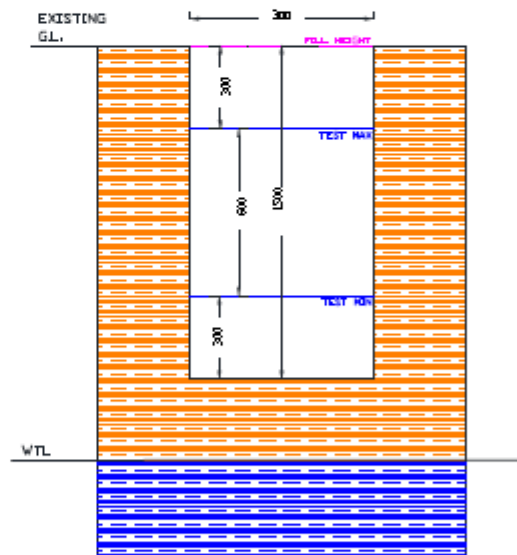 EXISTING
G.L.
300
FILL HEIGHT
300
TEST MAX
600
1500
TEST MIN
300
WTL